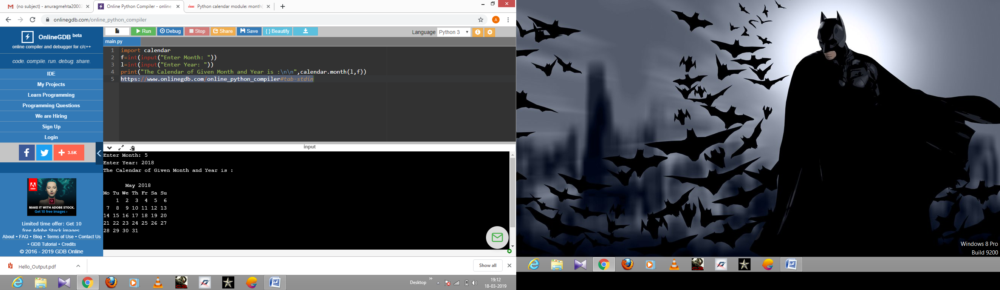 (no subject) - anuragmehta2000
Online Python Compiler - online
Python calendar module: month(
onlinegdb.com/online_python_compiler
A
OnlineGDB beta
online compiler and debugger for c/c++
code. compile. run. debug. share.
IDE
My Projects
Learn Programming
Programming Questions
We are Hiring
Sign Up
Login
3.5K
Adobe
St
MAKE IT WITH ADOBE STOCK.
Get 10 free images ›
Limited time offer: Get 10
free Adobe Stock images.
About • FAQ • Blog • Terms of Use • Contact Us
• GDB Tutorial • Credits
© 2016 - 2019 GDB Online
Run Debug Stop Share Save { } Beautify
Language Python 3
main.py
1 import calendar
2 f=int(input("Enter Month: "))
3 l=int(input("Enter Year: "))
4 print("The Calendar of Given Month and Year is :\n\n",calendar.month(l,f))
5 https://www.onlinegdb.com/online_python_compiler#tab-stdin
input
Enter Month: 5
Enter Year: 2018
The Calendar of Given Month and Year is :
May 2018
Mo Tu We Th Fr Sa Su
1 2 3 4 5 6
7 8 9 10 11 12 13
14 15 16 17 18 19 20
21 22 23 24 25 26 27
28 29 30 31
Hello_Output.pdf
Show all
Desktop
19:12
18-03-2019
Windows 8 Pro
Build 9200